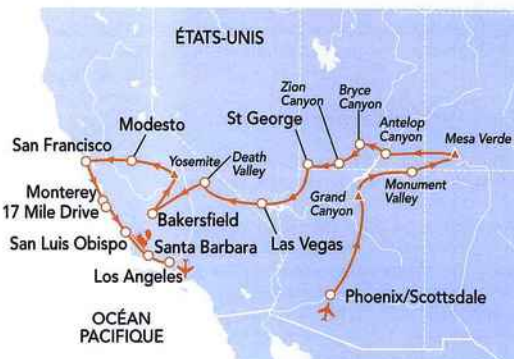 ÉTATS-UNIS
Zion
Canyon
Bryce
Canyon
St George
Antelop
Canyon
Mesa Verde
San Francisco
Modesto
Yosemite
Death
Valley
Grand
Canyon
Monument
Valley
Monterey
17 Mile Drive
Bakersfield
Las Vegas
San Luis Obispo
Santa Barbara
Los Angeles
Phoenix/Scottsdale
OCÉAN
PACIFIQUE